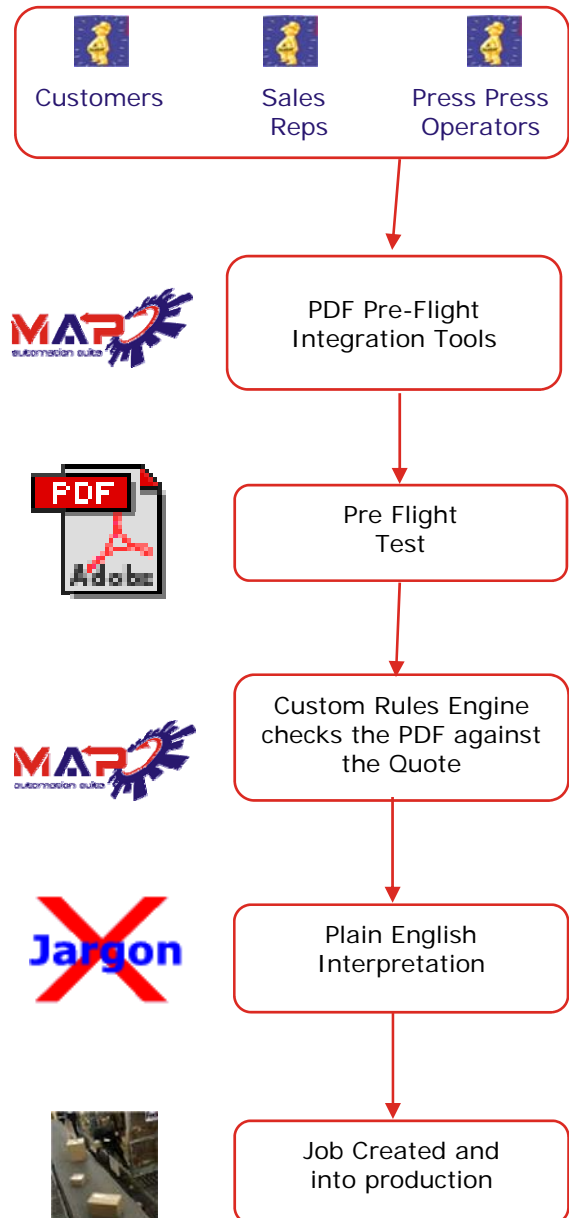 Customers
Sales
Reps
Press Press
Operators
MAP
automation suite
PDF Pre-Flight
Integration Tools
PDF
Adobe
Pre Flight
Test
MAP
automation suite
Custom Rules Engine
checks the PDF against
the Quote
Jargon
Plain English
Interpretation
Job Created and
into production